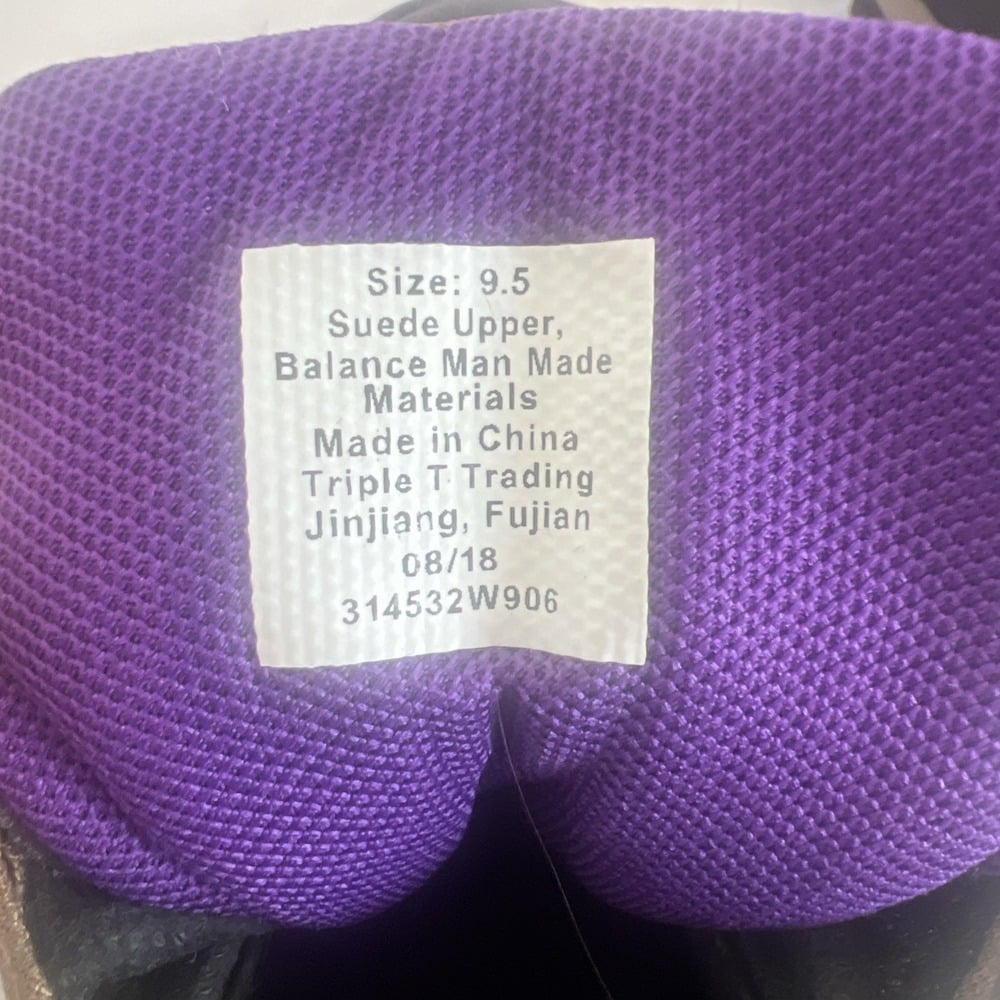 Size: 9.5
Suede Upper,
Balance Man Made
Materials
Made in China
Triple T Trading
Jinjiang, Fujian
08/18
314532W906